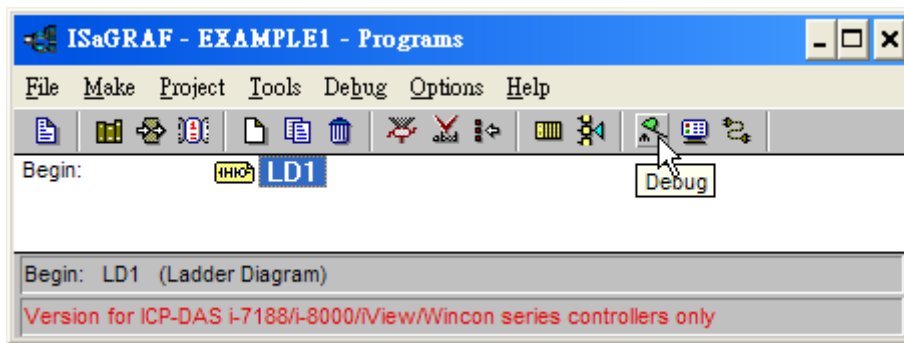 ISaGRAF - EXAMPLE1 - Programs
File Make Project Tools Debug Options Help
Begin: LD1
Debug
Begin: LD1 (Ladder Diagram)
Version for ICP-DAS i-7188/i-8000/iView/Wincon series controllers only